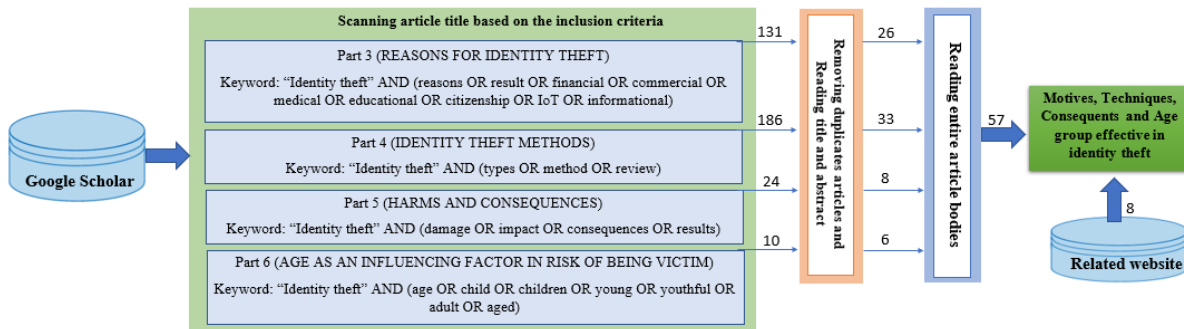 Google Scholar
Scanning article title based on the inclusion criteria
Part 3 (REASONS FOR IDENTITY THEFT)
Keyword: “Identity theft” AND (reasons OR result OR financial OR commercial OR
medical OR educational OR citizenship OR IoT OR informational)
Part 4 (IDENTITY THEFT METHODS)
Keyword: “Identity theft” AND (types OR method OR review)
Part 5 (HARMS AND CONSEQUENCES)
Keyword: “Identity theft” AND (damage OR impact OR consequences OR results)
Part 6 (AGE AS AN INFLUENCING FACTOR IN RISK OF BEING VICTIM)
Keyword: “Identity theft” AND (age OR child OR children OR young OR youthful OR
adult OR aged)
131
186
24
10
Removing duplicates articles and
Reading title and abstract
26
33
8
6
Reading entire article bodies
57
Motives, Techniques,
Consequents and Age
group effective in
identity theft
8
Related website